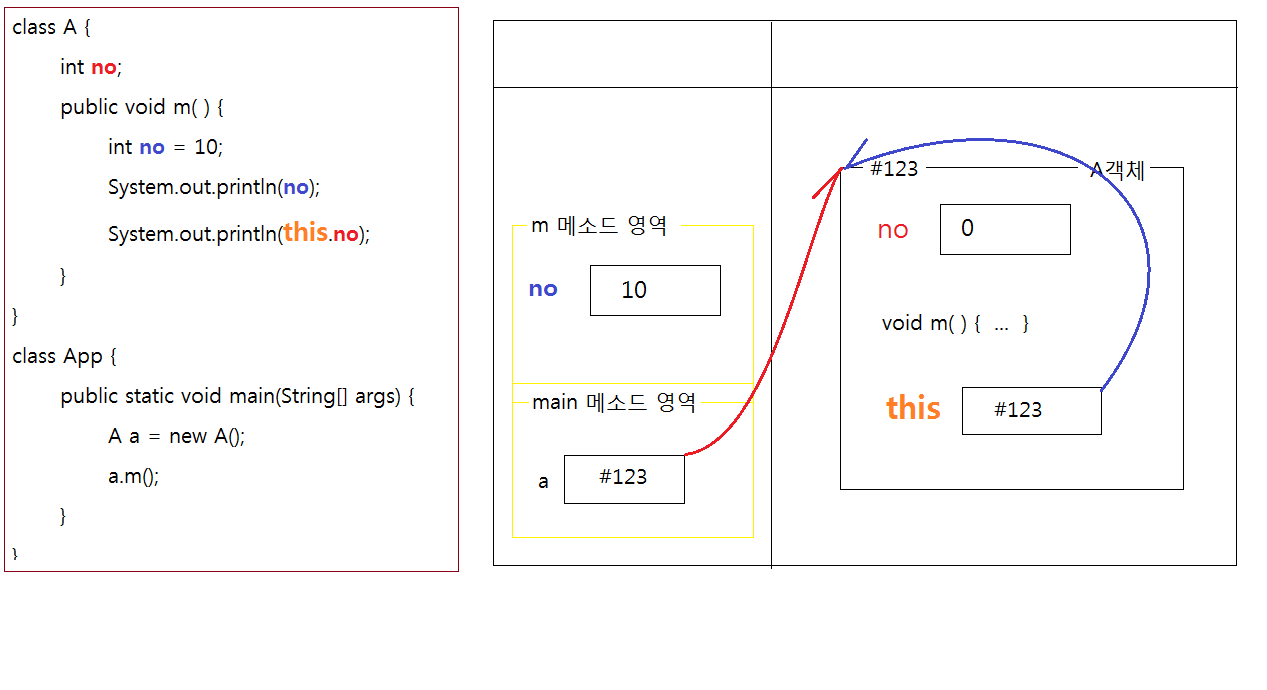 class A {
int no;
public void m( ) {
int no = 10;
System.out.println(no);
System.out.println(this.no);
}
}
class App {
public static void main(String[] args) {
A a = new A();
a.m();
}
}
m 메소드 영역
no 10
main 메소드 영역
a #123
#123 A객체
no 0
void m( ) { ... }
this #123